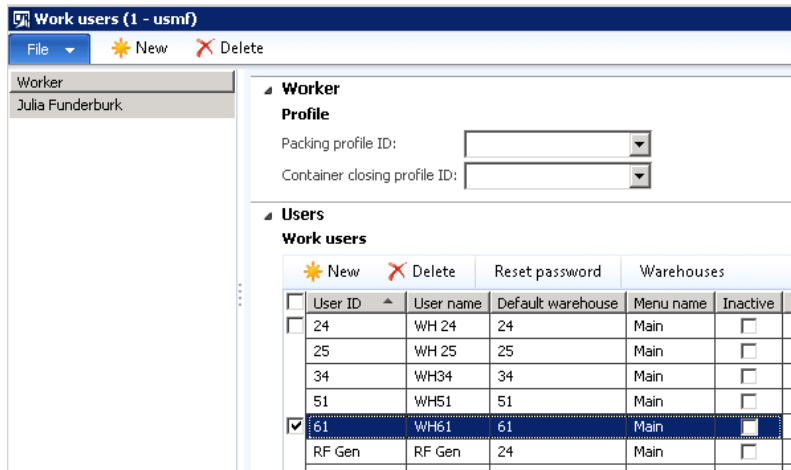 Work users (1 - usmf)
File New Delete
Worker
Julia Funderburk
Worker
Profile
Packing profile ID:
Container closing profile ID:
Users
Work users
New Delete Reset password Warehouses
User ID User name Default warehouse Menu name Inactive
24 WH 24 24 Main
25 WH 25 25 Main
34 WH34 34 Main
51 WH51 51 Main
61 WH61 61 Main
RF Gen RF Gen 24 Main